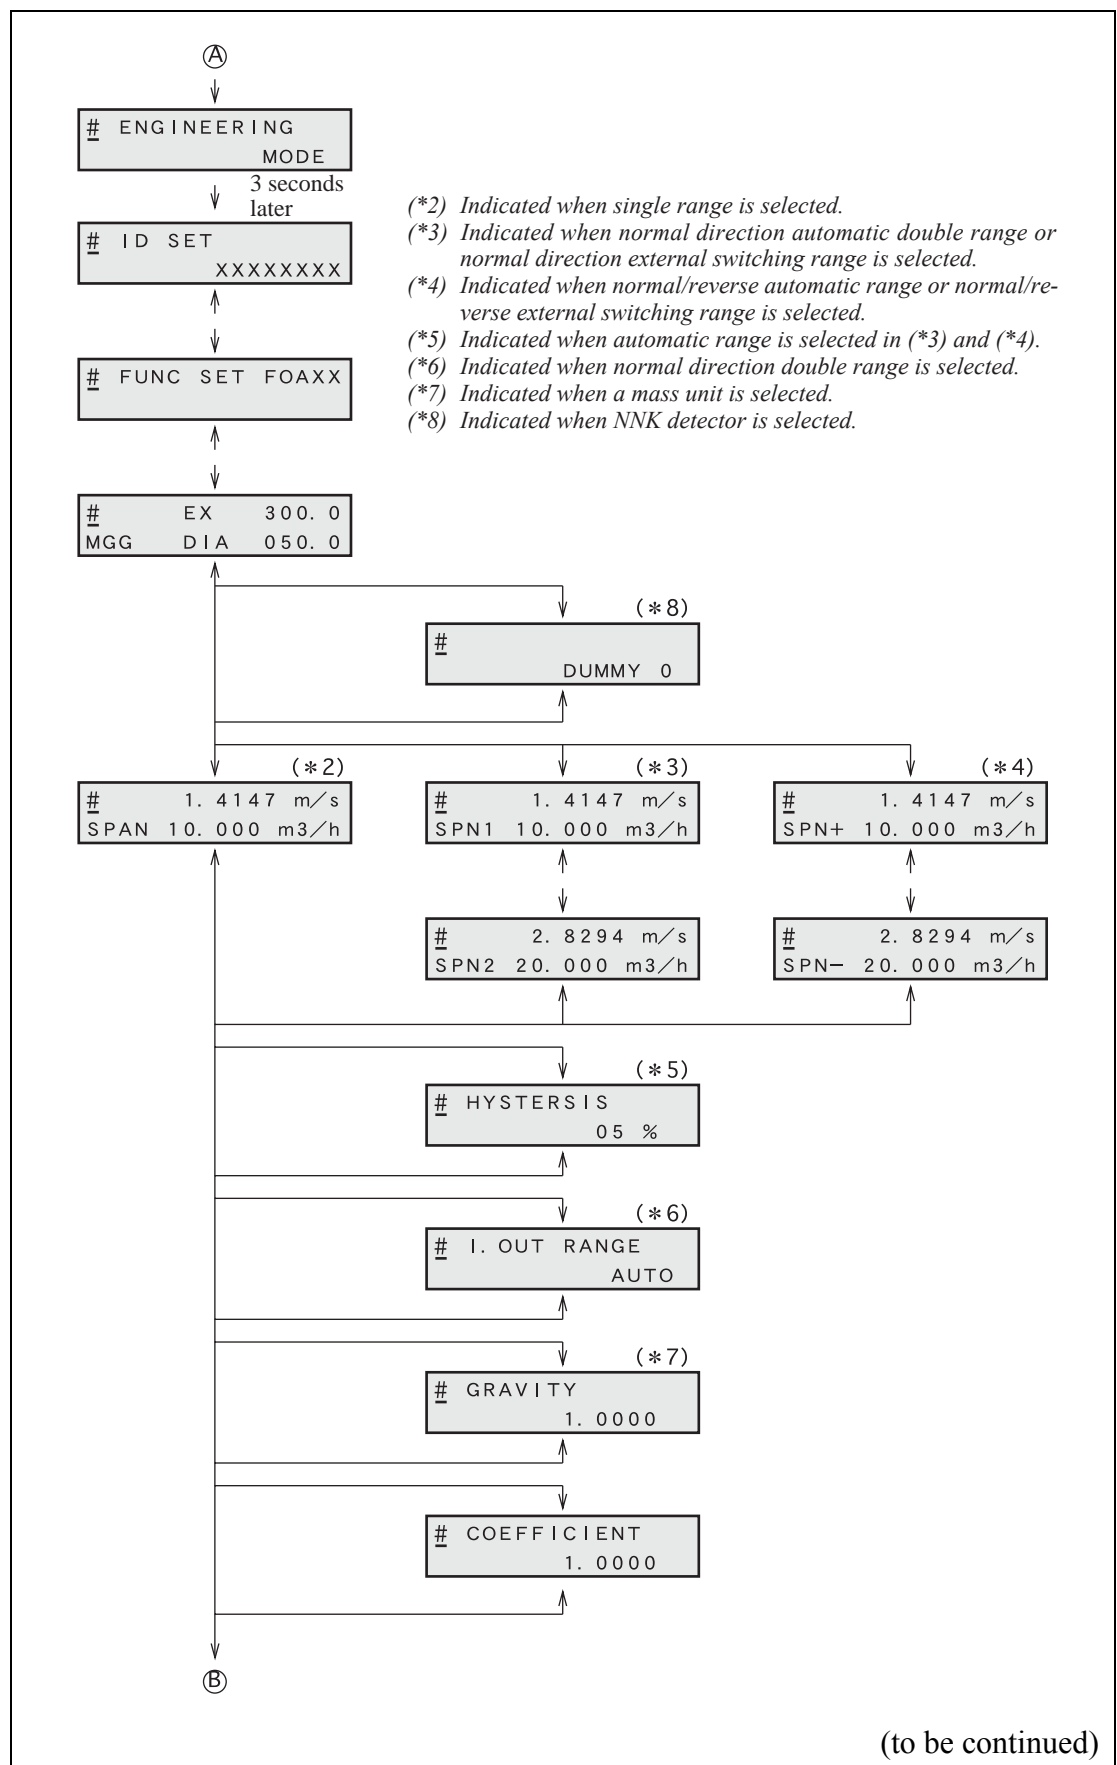 A
# ENGINEERING
MODE
3 seconds
later
# ID SET
XXXXXXXX
# FUNC SET FOAXX
# EX 300. 0
MGG DIA 050. 0
(*2) Indicated when single range is selected.
(*3) Indicated when normal direction automatic double range or
normal direction external switching range is selected.
(*4) Indicated when normal/reverse automatic range or normal/re-
verse external switching range is selected.
(*5) Indicated when automatic range is selected in (*3) and (*4).
(*6) Indicated when normal direction double range is selected.
(*7) Indicated when a mass unit is selected.
(*8) Indicated when NNK detector is selected.
(*8)
#
DUMMY 0
(*2)
# 1. 4147 m/s
SPAN 10. 000 m3/h
(*3)
# 1. 4147 m/s
SPN1 10. 000 m3/h
(*4)
# 1. 4147 m/s
SPN+ 10. 000 m3/h
# 2. 8294 m/s
SPN2 20. 000 m3/h
# 2. 8294 m/s
SPN− 20. 000 m3/h
(*5)
# HYSTERSIS
05 %
(*6)
# I. OUT RANGE
AUTO
(*7)
# GRAVITY
1. 0000
# COEFFICIENT
1. 0000
B
(to be continued)